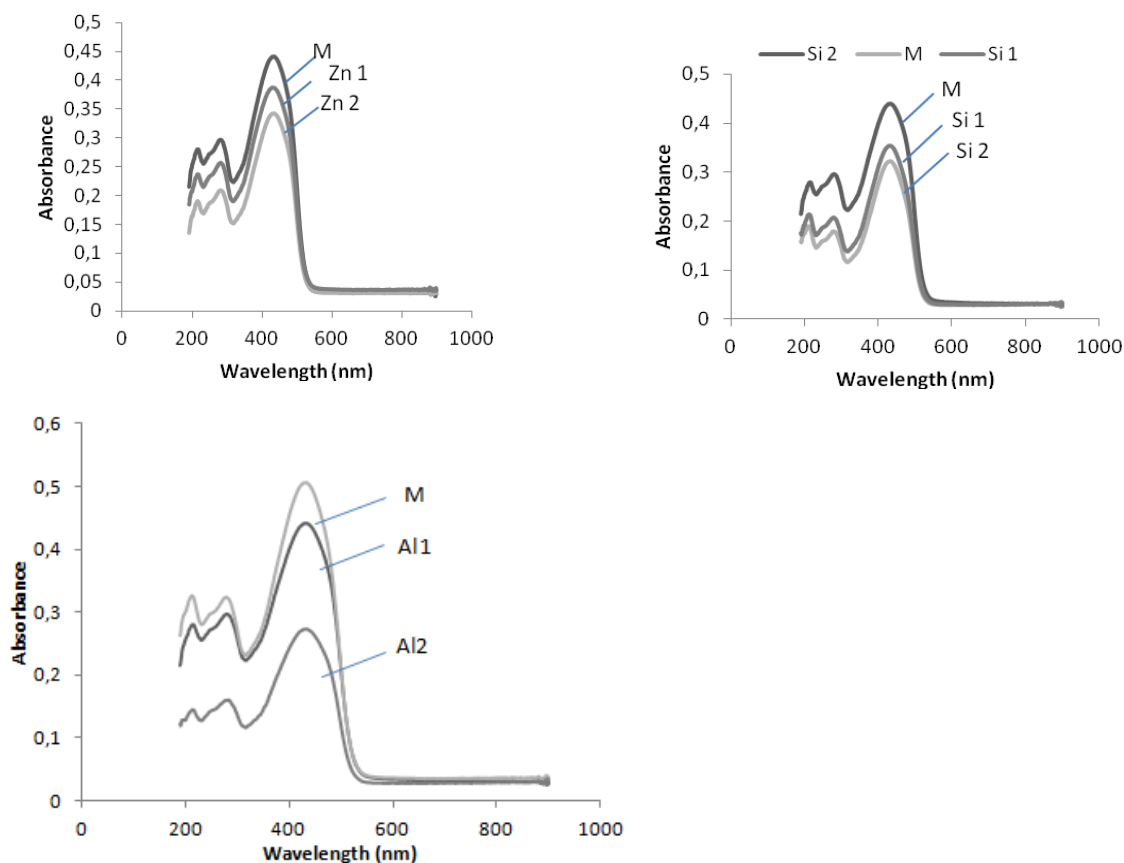 0,5
0,45
0,4
0,35
0,3
0,25
0,2
0,15
0,1
0,05
0
Absorbance
M
Zn 1
Zn 2
0 200 400 600 800 1000
Wavelength (nm)
Si 2 M Si 1
0,5
0,4
0,3
0,2
0,1
0
Absorbance
M
Si 1
Si 2
0 200 400 600 800 1000
Wavelength (nm)
0,6
0,5
0,4
0,3
0,2
0,1
0
Absorbance
M
Al1
Al2
0 200 400 600 800 1000
Wavelength (nm)